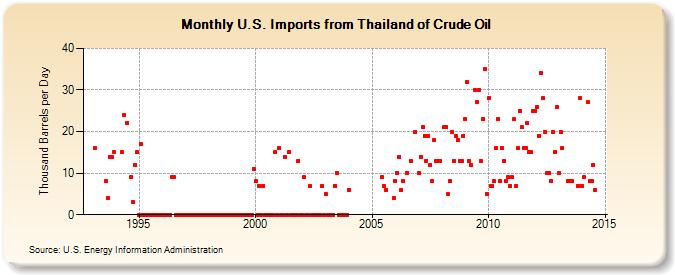 Monthly U.S. Imports from Thailand of Crude Oil
Thousand Barrels per Day
40
30
20
10
0
1995 2000 2005 2010 2015
Source: U.S. Energy Information Administration